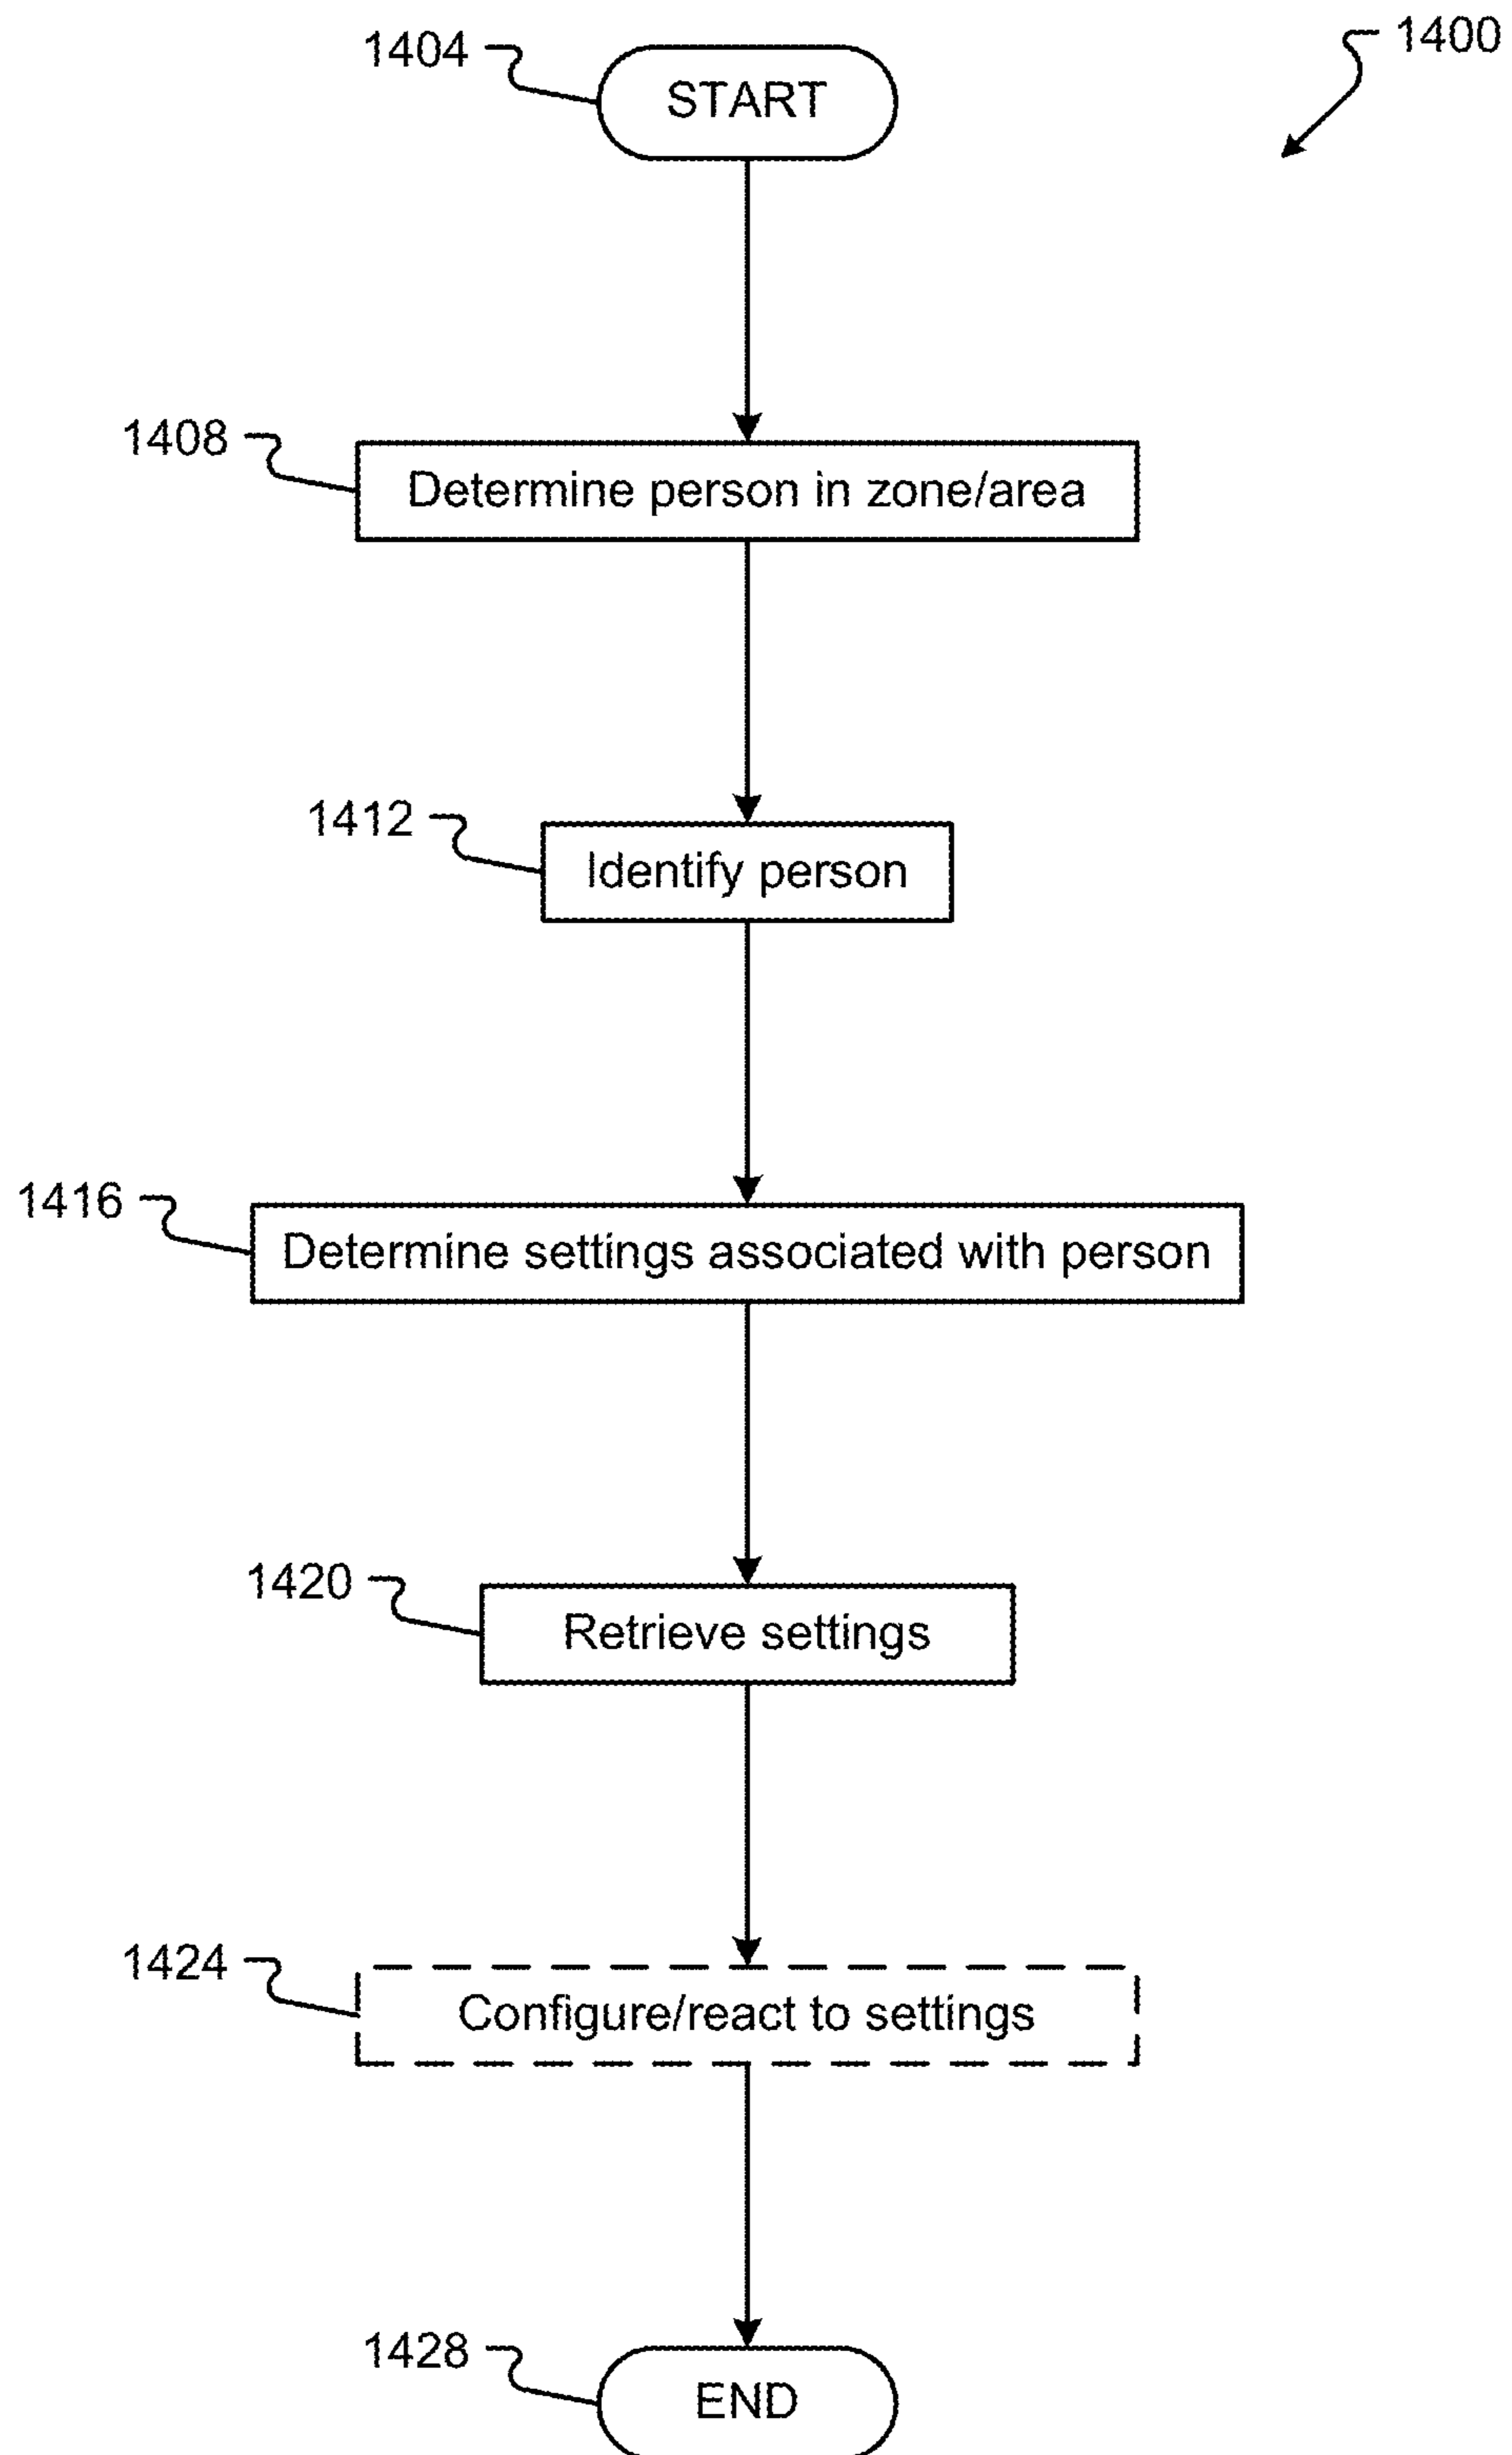 1400
1404
START
1408
Determine person in zone/area
1412
Identify person
1416
Determine settings associated with person
1420
Retrieve settings
1424
Configure/react to settings
1428
END